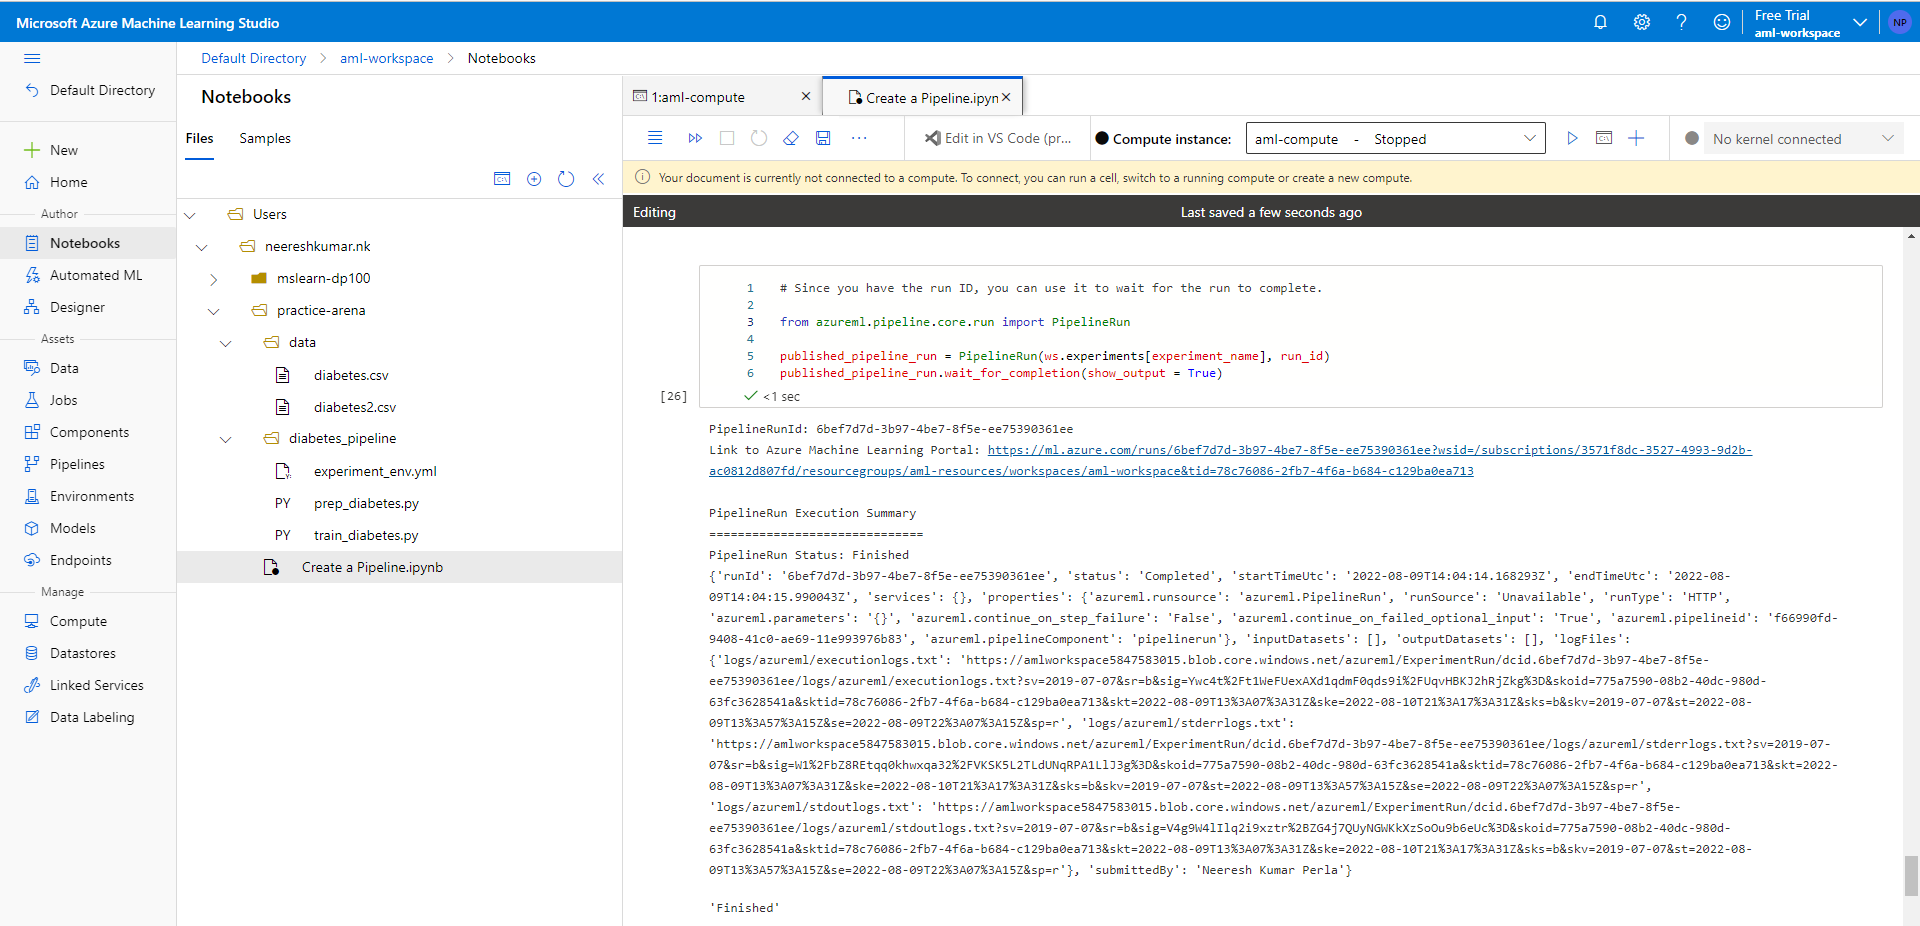 Microsoft Azure Machine Learning Studio
Free Trial
aml-workspace
NP
Default Directory
New
Home
Author
Notebooks
Automated ML
Designer
Assets
Data
Jobs
Components
Pipelines
Environments
Models
Endpoints
Manage
Compute
Datastores
Linked Services
Data Labeling
Default Directory > aml-workspace > Notebooks
Notebooks
Files Samples
Users
neereshkumar.nk
mslearn-dp100
practice-arena
data
diabetes.csv
diabetes2.csv
diabetes_pipeline
experiment_env.yml
PY prep_diabetes.py
PY train_diabetes.py
Create a Pipeline.ipynb
1:aml-compute
Create a Pipeline.ipyn
Edit in VS Code (pr...
Compute instance:
aml-compute - Stopped
No kernel connected
Your document is currently not connected to a compute. To connect, you can run a cell, switch to a running compute or create a new compute.
Editing
Last saved a few seconds ago
1 # Since you have the run ID, you can use it to wait for the run to complete.
2
3 from azureml.pipeline.core.run import PipelineRun
4
5 published_pipeline_run = PipelineRun(ws.experiments[experiment_name], run_id)
6 published_pipeline_run.wait_for_completion(show_output = True)
[26]
<1 sec
PipelineRunId: 6bef7d7d-3b97-4be7-8f5e-ee75390361ee
Link to Azure Machine Learning Portal: https://ml.azure.com/runs/6bef7d7d-3b97-4be7-8f5e-ee75390361ee?wsid=/subscriptions/3571f8dc-3527-4993-9d2b-
ac0812d807fd/resourcegroups/aml-resources/workspaces/aml-workspace&tid=78c76086-2fb7-4f6a-b684-c129ba0ea713
PipelineRun Execution Summary
==============================
PipelineRun Status: Finished
{'runId': '6bef7d7d-3b97-4be7-8f5e-ee75390361ee', 'status': 'Completed', 'startTimeUtc': '2022-08-09T14:04:14.168293Z', 'endTimeUtc': '2022-08-
09T14:04:15.990043Z', 'services': {}, 'properties': {'azureml.runsource': 'azureml.PipelineRun', 'runSource': 'Unavailable', 'runType': 'HTTP',
'azureml.parameters': '{}', 'azureml.continue_on_step_failure': 'False', 'azureml.continue_on_failed_optional_input': 'True', 'azureml.pipelineid': 'f66990fd-
9408-41c0-ae69-11e993976b83', 'azureml.pipelineComponent': 'pipelinerun'}, 'inputDatasets': [], 'outputDatasets': [], 'logFiles':
{'logs/azureml/executionlogs.txt': 'https://amlworkspace5847583015.blob.core.windows.net/azureml/ExperimentRun/dcid.6bef7d7d-3b97-4be7-8f5e-
ee75390361ee/logs/azureml/executionlogs.txt?sv=2019-07-07&sr=b&sig=Ywc4t%2Ft1WeFUexAXd1qdmF0qds9i%2FUqvHBKJ2hRjZkg%3D&skoid=775a7590-08b2-40dc-980d-
63fc3628541a&sktid=78c76086-2fb7-4f6a-b684-c129ba0ea713&skt=2022-08-09T13%3A07%3A31Z&ske=2022-08-10T21%3A17%3A31Z&sks=b&skv=2019-07-07&st=2022-08-
09T13%3A57%3A15Z&se=2022-08-09T22%3A07%3A15Z&sp=r', 'logs/azureml/stderrlogs.txt':
'https://amlworkspace5847583015.blob.core.windows.net/azureml/ExperimentRun/dcid.6bef7d7d-3b97-4be7-8f5e-ee75390361ee/logs/azureml/stderrlogs.txt?sv=2019-07-
07&sr=b&sig=W1%2FbZ8REtqq0khwxqa32%2FVKSK5L2TLdUNqRPA1LlJ3g%3D&skoid=775a7590-08b2-40dc-980d-63fc3628541a&sktid=78c76086-2fb7-4f6a-b684-c129ba0ea713&skt=2022-
08-09T13%3A07%3A31Z&ske=2022-08-10T21%3A17%3A31Z&sks=b&skv=2019-07-07&st=2022-08-09T13%3A57%3A15Z&se=2022-08-09T22%3A07%3A15Z&sp=r',
'logs/azureml/stdoutlogs.txt': 'https://amlworkspace5847583015.blob.core.windows.net/azureml/ExperimentRun/dcid.6bef7d7d-3b97-4be7-8f5e-
ee75390361ee/logs/azureml/stdoutlogs.txt?sv=2019-07-07&sr=b&sig=V4g9W4lIlq2i9xztr%2BZG4j7QUyNGWKkXzSoOu9b6eUc%3D&skoid=775a7590-08b2-40dc-980d-
63fc3628541a&sktid=78c76086-2fb7-4f6a-b684-c129ba0ea713&skt=2022-08-09T13%3A07%3A31Z&ske=2022-08-10T21%3A17%3A31Z&sks=b&skv=2019-07-07&st=2022-08-
09T13%3A57%3A15Z&se=2022-08-09T22%3A07%3A15Z&sp=r'}, 'submittedBy': 'Neeresh Kumar Perla'}
'Finished'